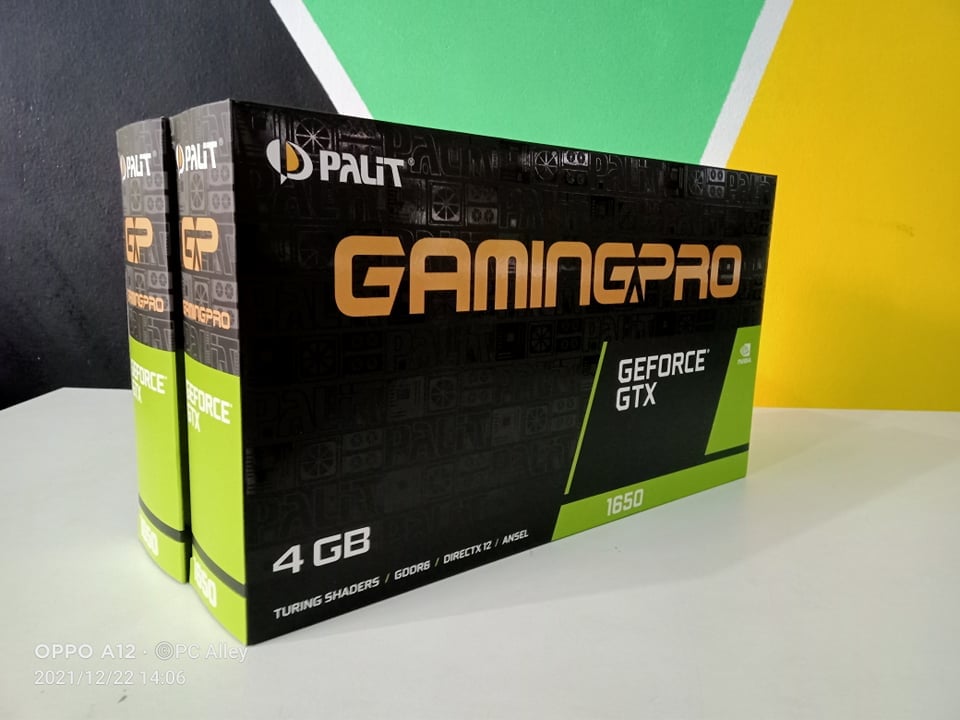 PALiT
GP
GAMINGPRO
GEFORCE
GTX
1650
PALiT
GP
GAMINGPRO
GEFORCE
GTX
1650
PALiT®
GAMINGPRO
GEFORCE®
GTX
NVIDIA
1650
4 GB
TURING SHADERS / GDDR6 / DIRECTX 12 / ANSEL
OPPO A12 · ©PC Alley
2021/12/22 14:06